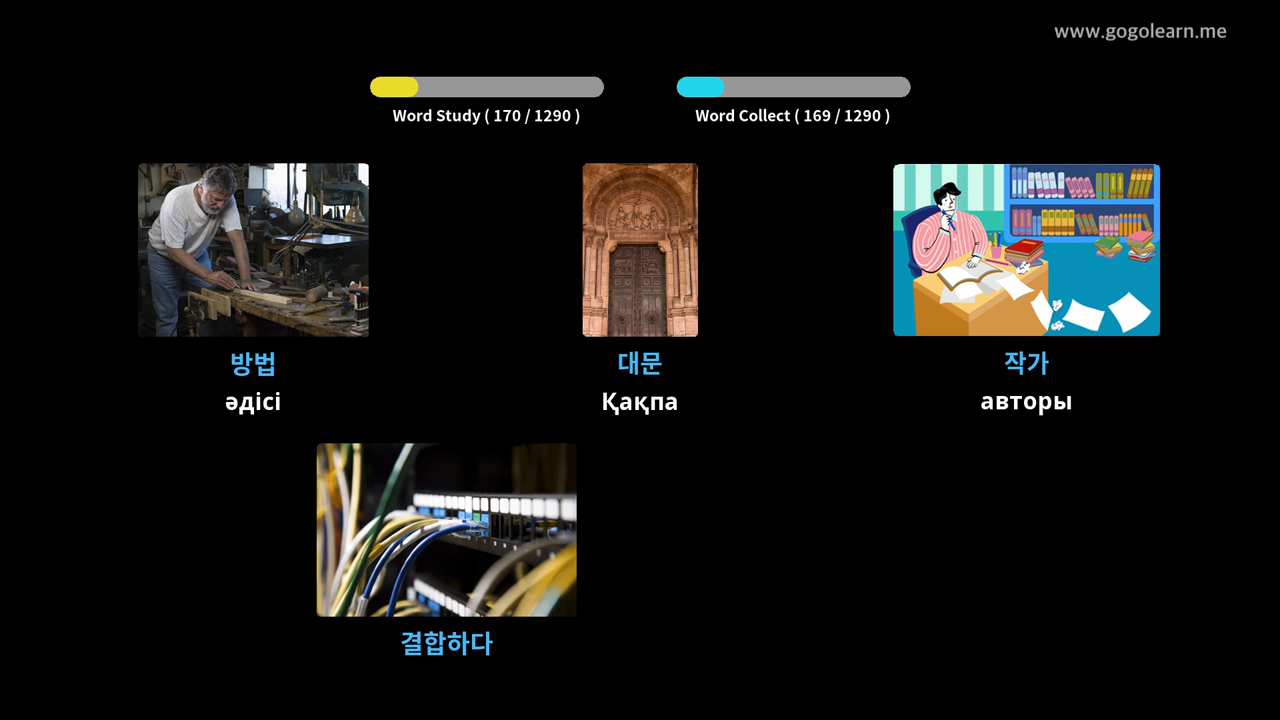 www.gogolearn.me
Word Study ( 170 / 1290 )
Word Collect ( 169 / 1290 )
방법
әдісі
대문
Қақпа
작가
авторы
결합하다